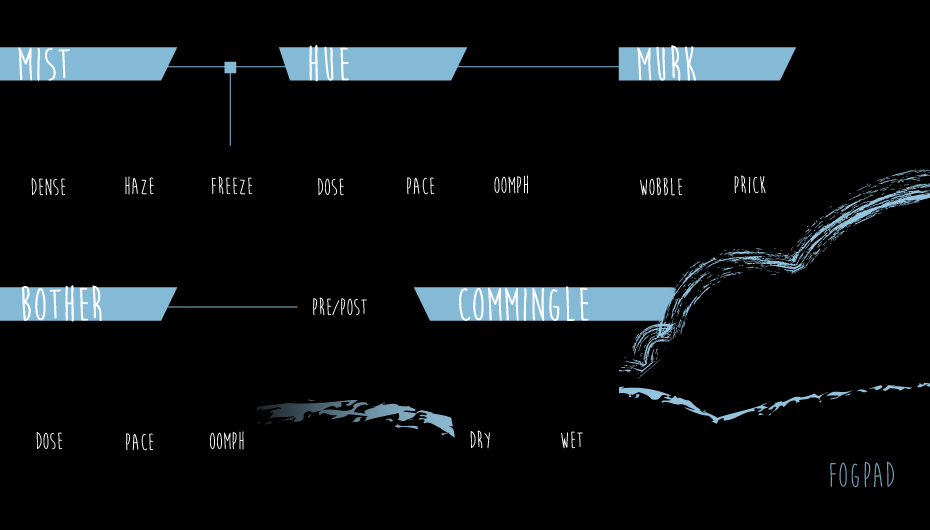 MIST HUE MURK
DENSE HAZE FREEZE DOSE PACE OOMPH WOBBLE PRICK
BOTHER PRE/POST COMMINGLE
DOSE PACE OOMPH DRY WET
FOGPAD